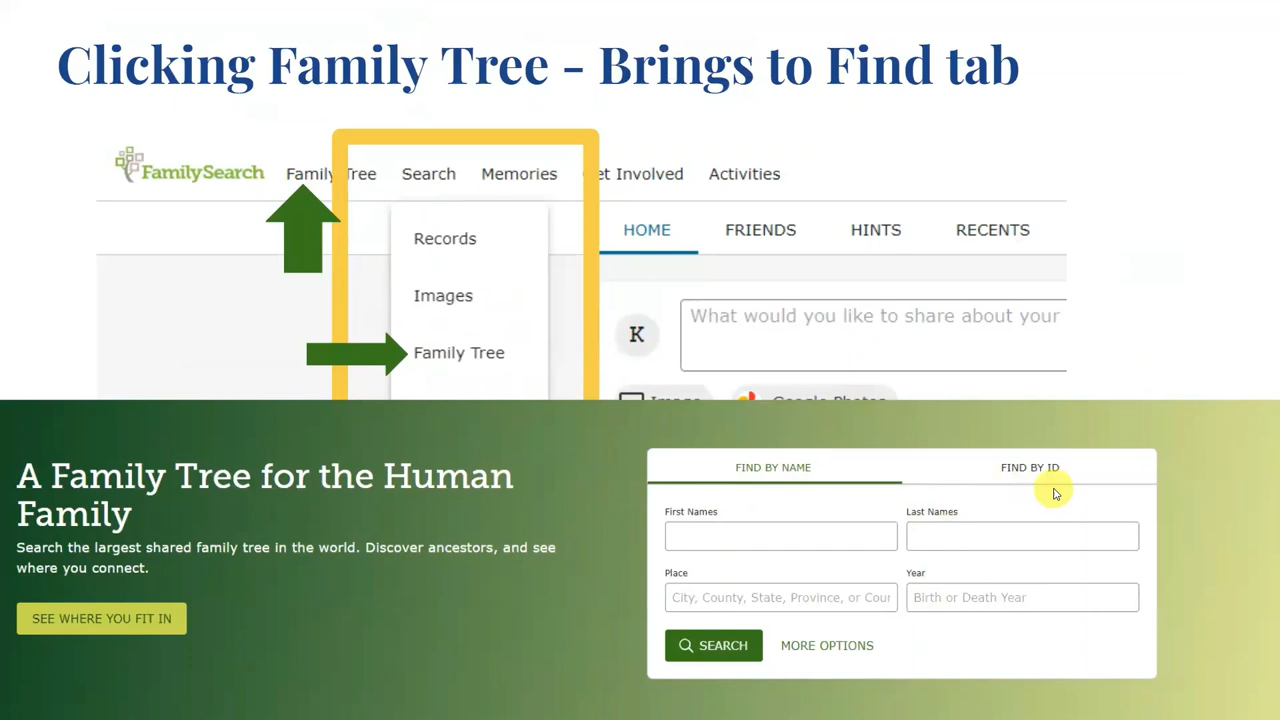 Clicking Family Tree - Brings to Find tab
FamilySearch
Family Tree Search Memories Get Involved Activities
Records
Images
Family Tree
HOME FRIENDS HINTS RECENTS
What would you like to share about your
K
Image Google Photos
A Family Tree for the Human
Family
Search the largest shared family tree in the world. Discover ancestors, and see
where you connect.
SEE WHERE YOU FIT IN
FIND BY NAME FIND BY ID
First Names Last Names
Place Year
City, County, State, Province, or Cour Birth or Death Year
SEARCH MORE OPTIONS